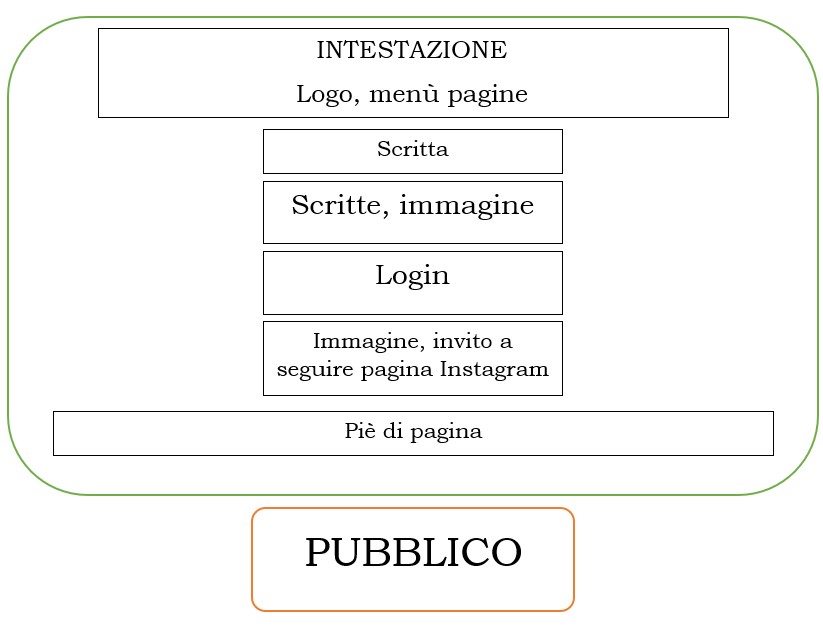 INTESTAZIONE
Logo, menù pagine
Scritta
Scritte, immagine
Login
Immagine, invito a
seguire pagina Instagram
Piè di pagina
PUBBLICO